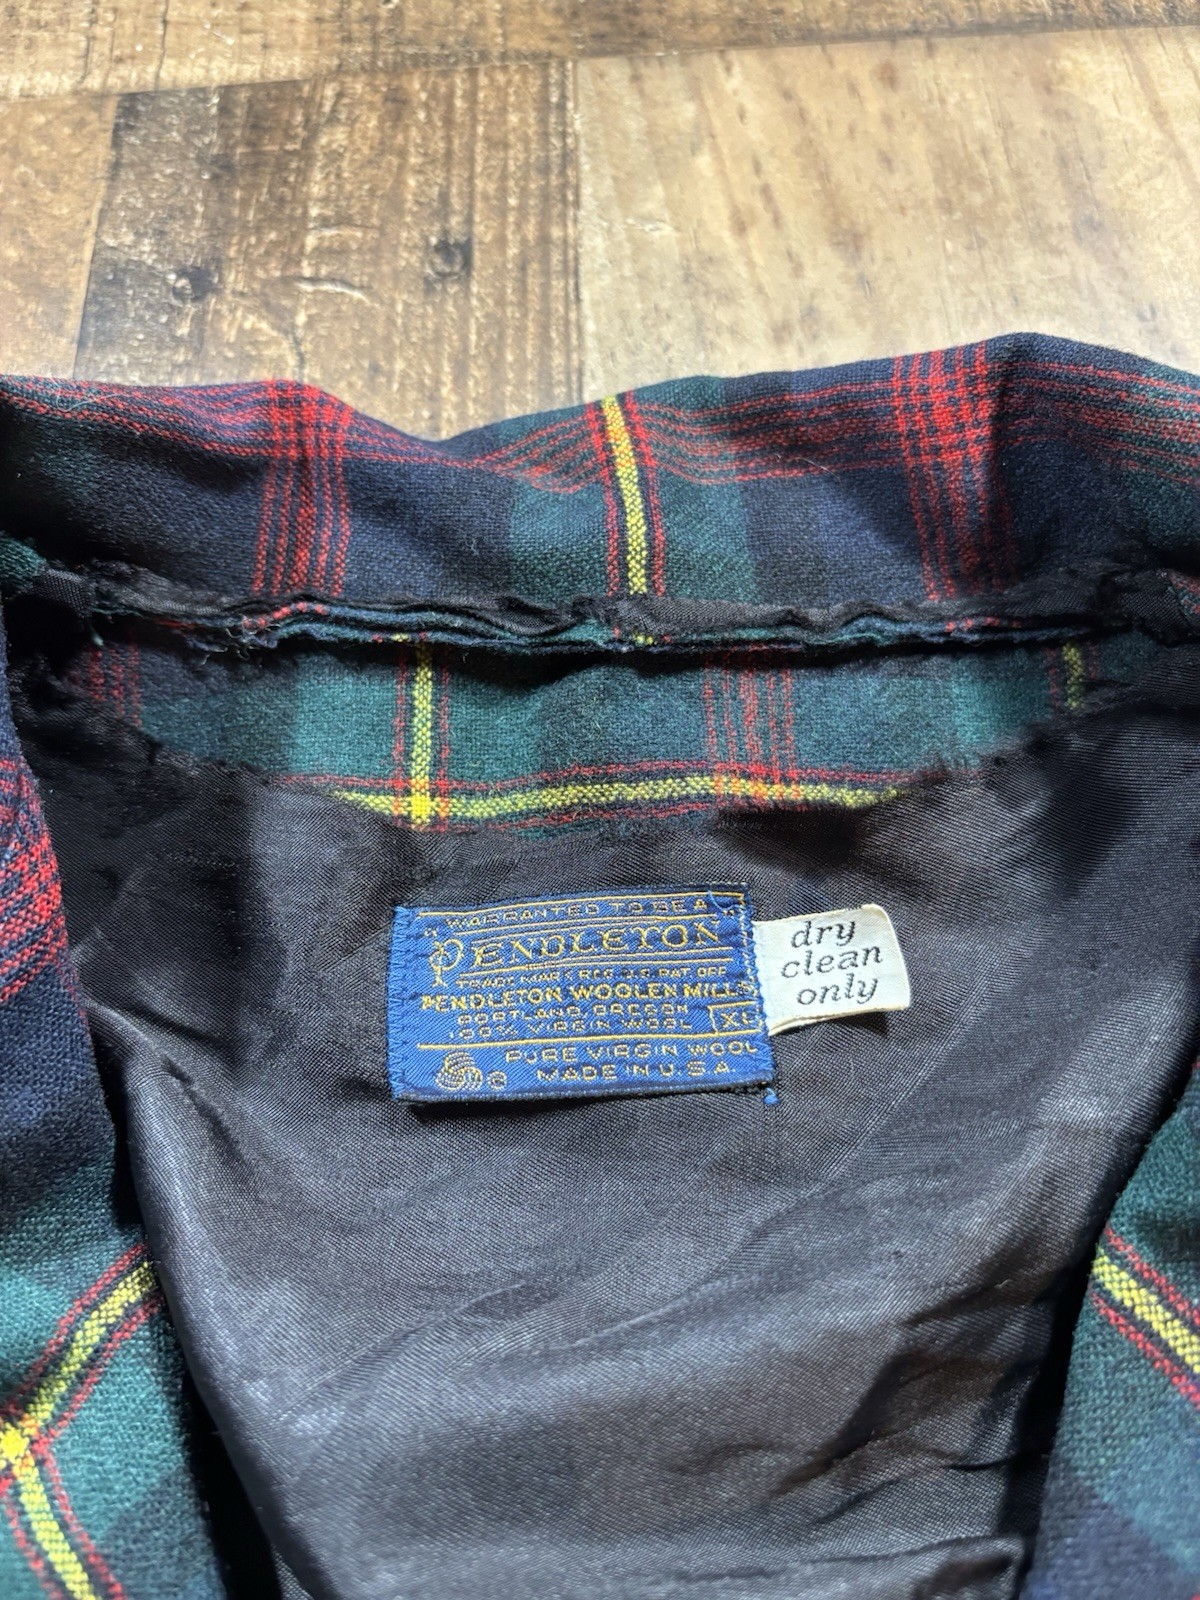 "WARRANTED TO BE A
PENDLETON"
TRADE MARK REG. U.S. PAT. OFF.
PENDLETON WOOLEN MILLS
PORTLAND, OREGON
100% VIRGIN WOOL
XL
PURE VIRGIN WOOL
® MADE IN U.S.A.
dry
clean
only